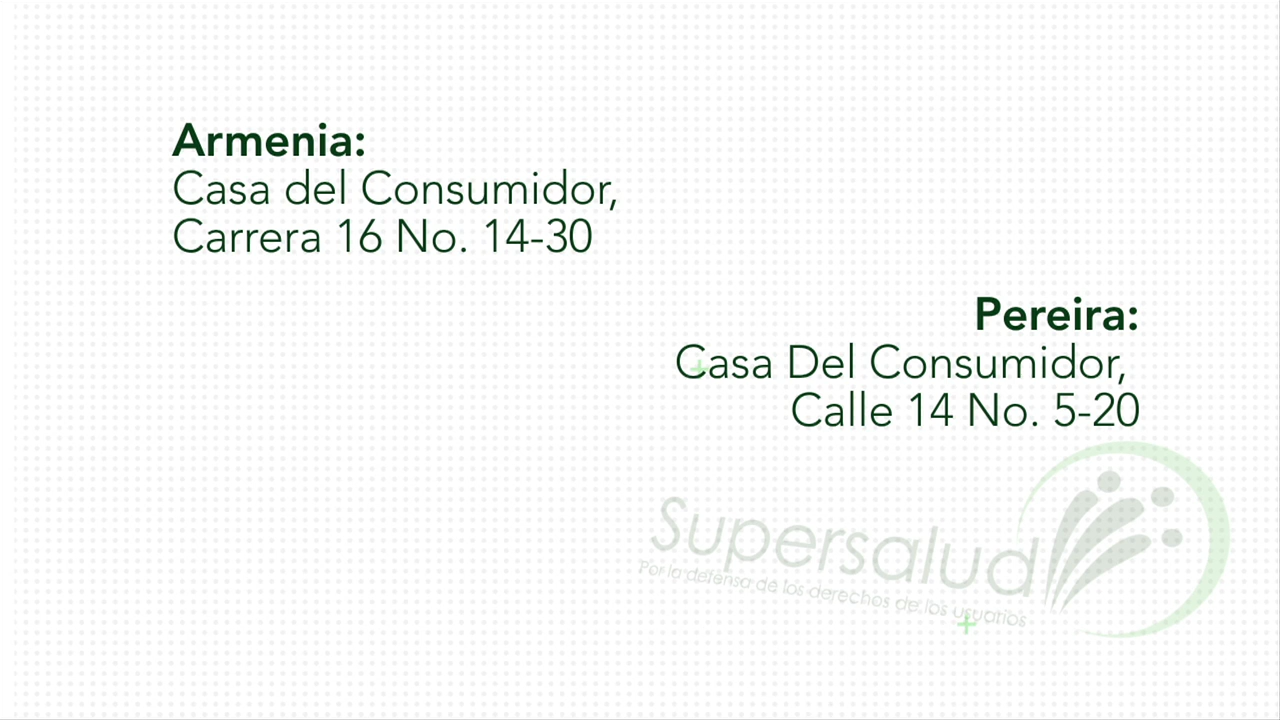 Armenia:
Casa del Consumidor,
Carrera 16 No. 14-30
Pereira:
Casa Del Consumidor,
Calle 14 No. 5-20
Supersalud
Por la defensa de los derechos de los usuarios